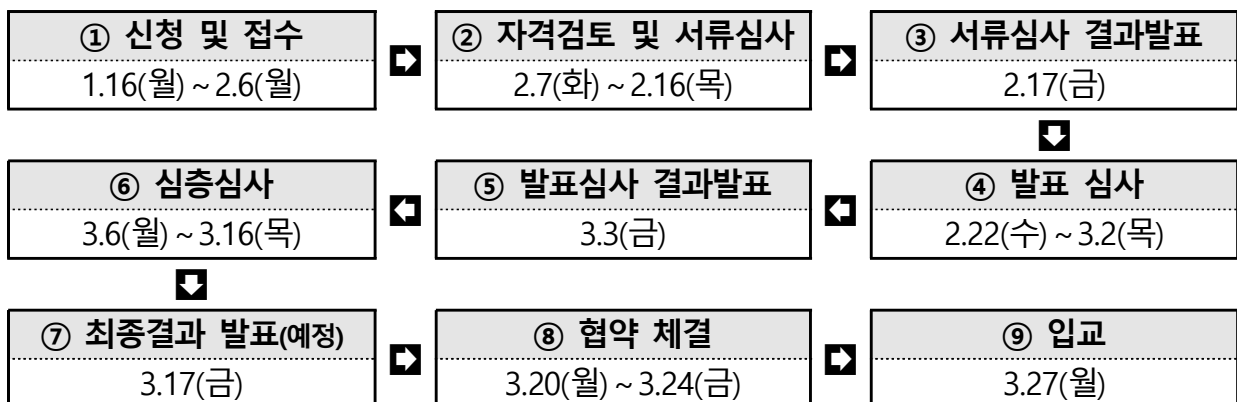 ① 신청 및 접수
1.16(월) ~ 2.6(월)
② 자격검토 및 서류심사
2.7(화) ~ 2.16(목)
③ 서류심사 결과발표
2.17(금)
④ 발표 심사
2.22(수) ~ 3.2(목)
⑤ 발표심사 결과발표
3.3(금)
⑥ 심층심사
3.6(월) ~ 3.16(목)
⑦ 최종결과 발표(예정)
3.17(금)
⑧ 협약 체결
3.20(월) ~ 3.24(금)
⑨ 입교
3.27(월)